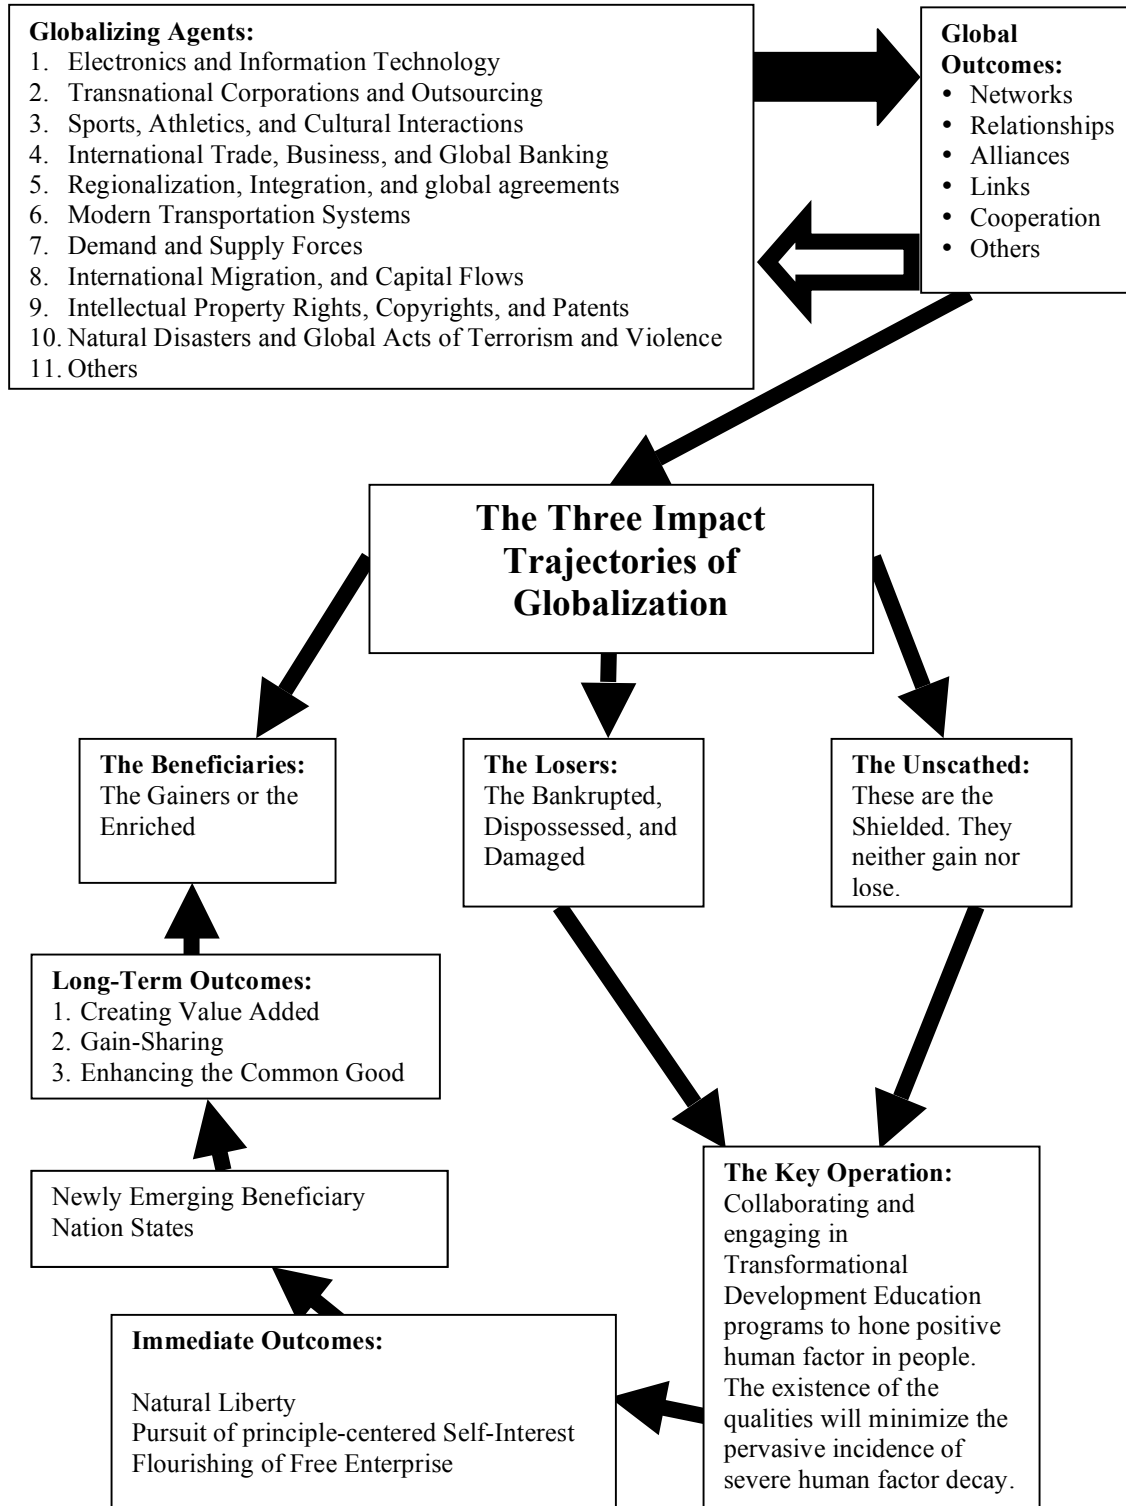 Globalizing Agents:
1. Electronics and Information Technology
2. Transnational Corporations and Outsourcing
3. Sports, Athletics, and Cultural Interactions
4. International Trade, Business, and Global Banking
5. Regionalization, Integration, and global agreements
6. Modern Transportation Systems
7. Demand and Supply Forces
8. International Migration, and Capital Flows
9. Intellectual Property Rights, Copyrights, and Patents
10. Natural Disasters and Global Acts of Terrorism and Violence
11. Others
Global
Outcomes:
• Networks
• Relationships
• Alliances
• Links
• Cooperation
• Others
The Three Impact
Trajectories of
Globalization
The Beneficiaries:
The Gainers or the
Enriched
The Losers:
The Bankrupted,
Dispossessed, and
Damaged
The Unscathed:
These are the
Shielded. They
neither gain nor
lose.
Long-Term Outcomes:
1. Creating Value Added
2. Gain-Sharing
3. Enhancing the Common Good
Newly Emerging Beneficiary
Nation States
Immediate Outcomes:
Natural Liberty
Pursuit of principle-centered Self-Interest
Flourishing of Free Enterprise
The Key Operation:
Collaborating and
engaging in
Transformational
Development Education
programs to hone positive
human factor in people.
The existence of the
qualities will minimize the
pervasive incidence of
severe human factor decay.